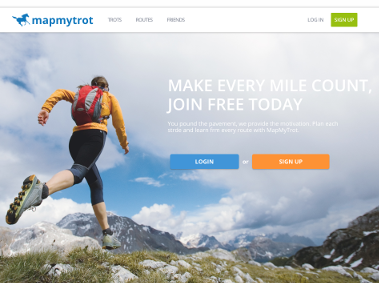 mapmytrot TROTS ROUTES FRIENDS LOG IN SIGN UP
MAKE EVERY MILE COUNT,
JOIN FREE TODAY
You pound the pavement, we provide the motivation. Plan each
stride and learn live every route with MapMyTrot.
LOGIN or SIGN UP